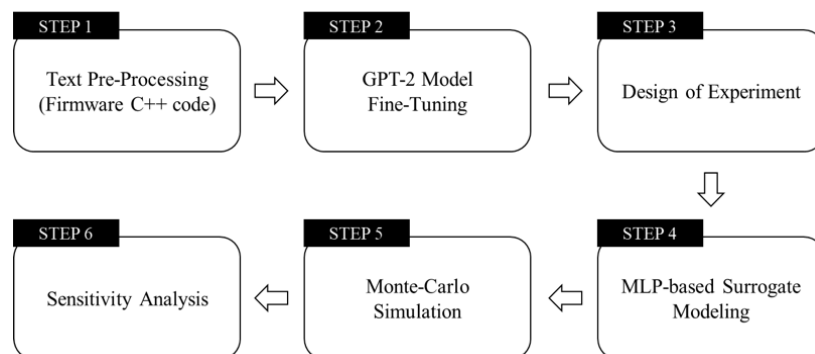 STEP 1
Text Pre-Processing
(Firmware C++ code)
STEP 2
GPT-2 Model
Fine-Tuning
STEP 3
Design of Experiment
STEP 4
MLP-based Surrogate
Modeling
STEP 5
Monte-Carlo
Simulation
STEP 6
Sensitivity Analysis